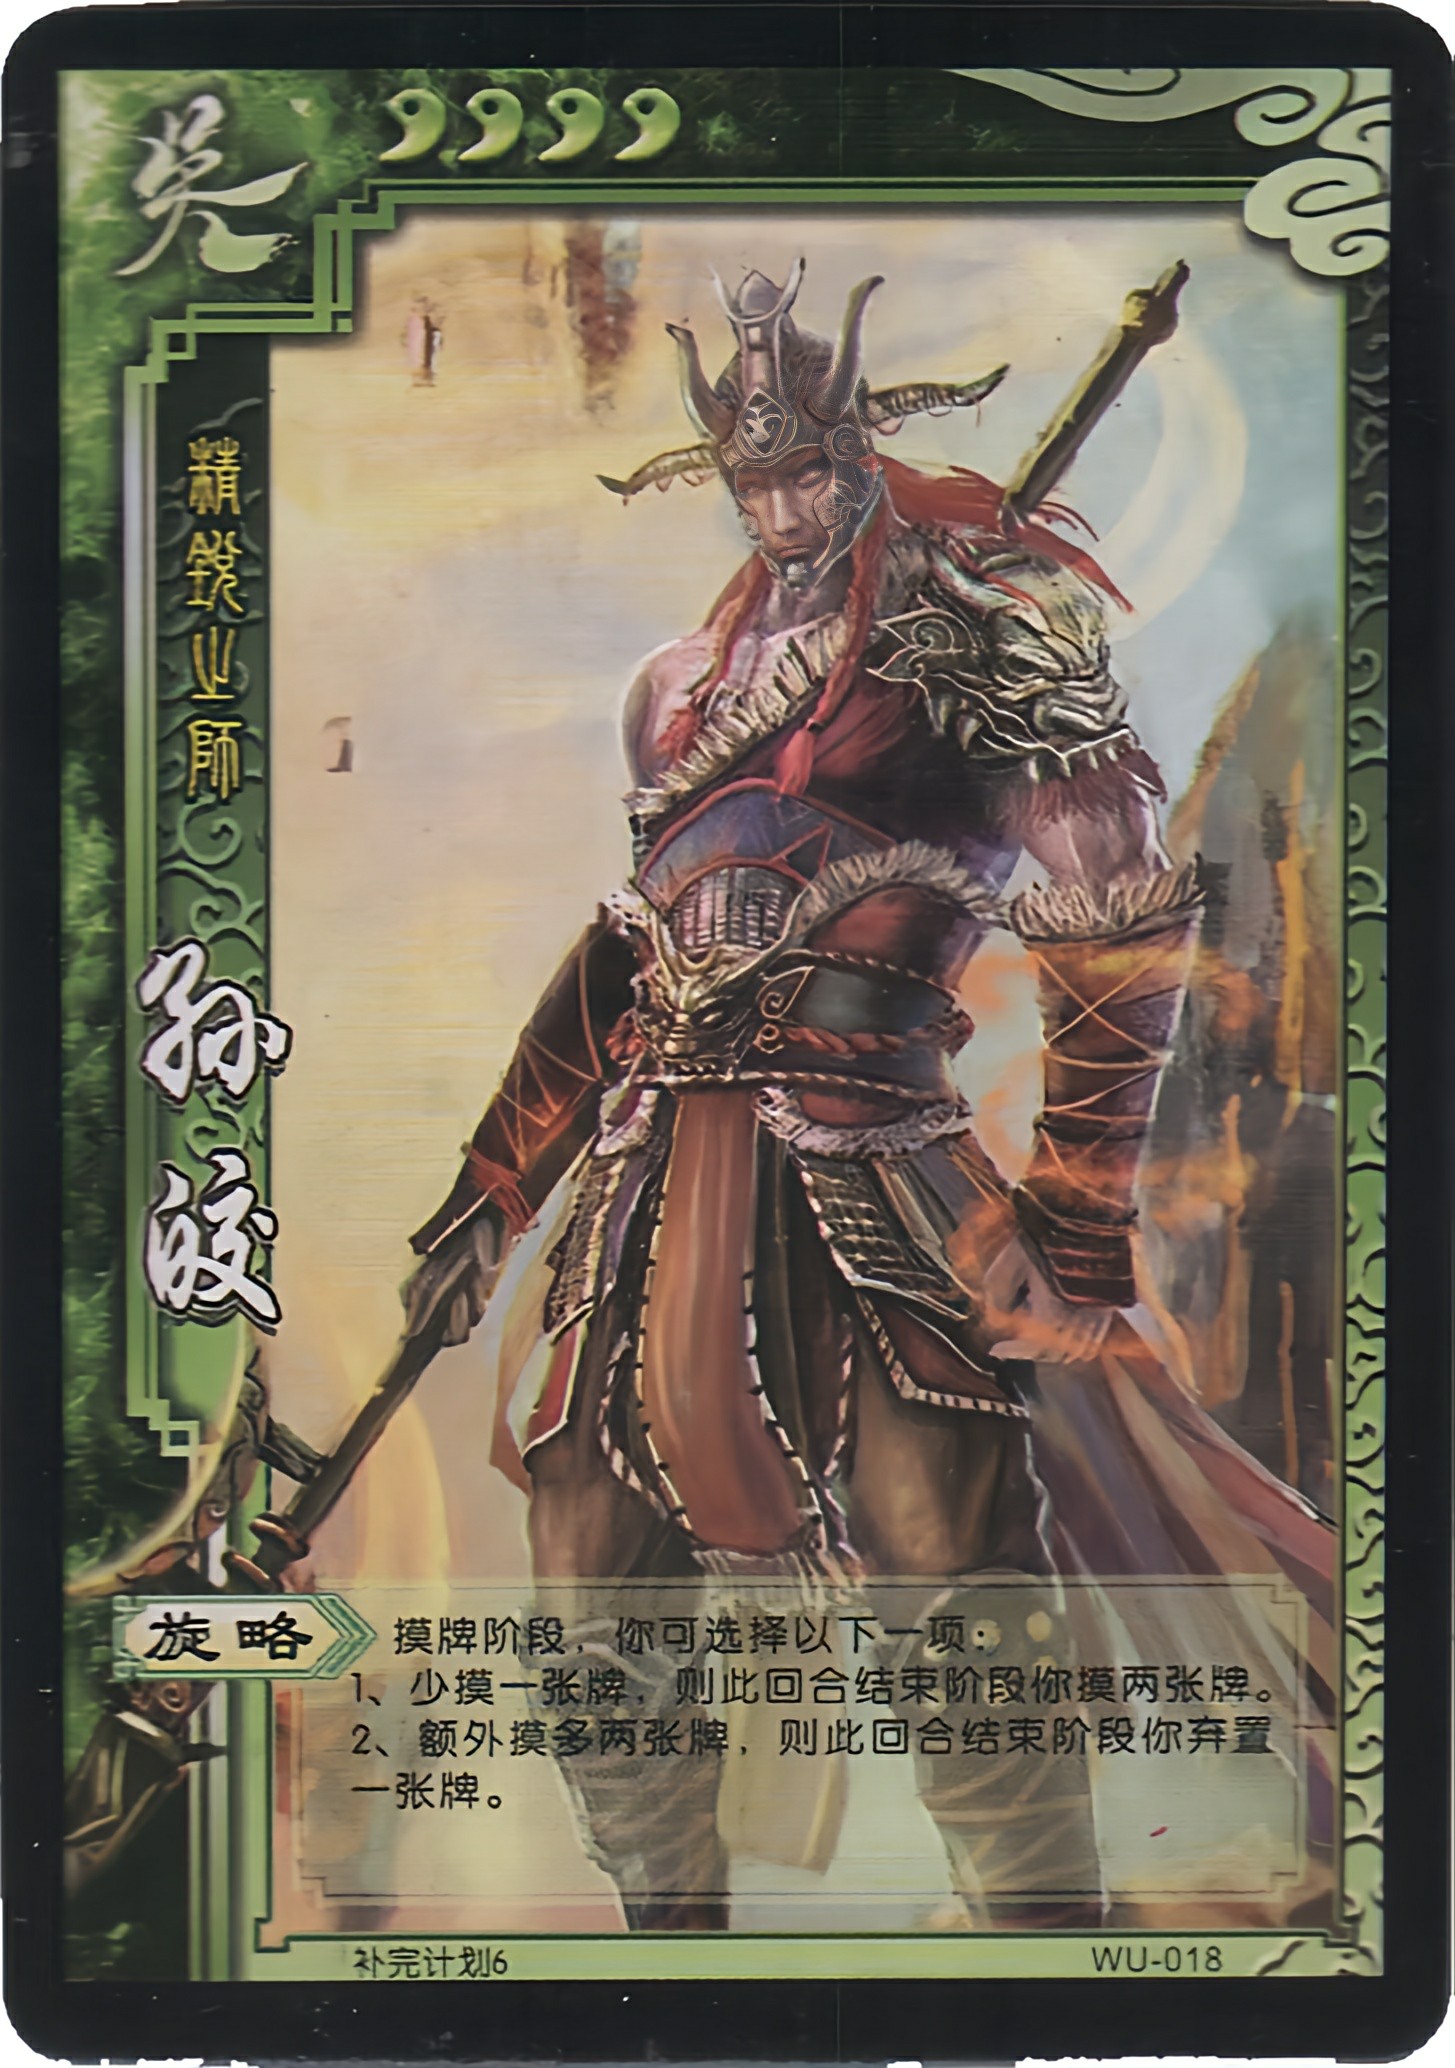 吴
精锐之师
孙皎
旋略
摸牌阶段，你可选择以下一项：
1、少摸一张牌，则此回合结束阶段你摸两张牌。
2、额外摸多两张牌，则此回合结束阶段你弃置
一张牌。
补完计划6
WU-018